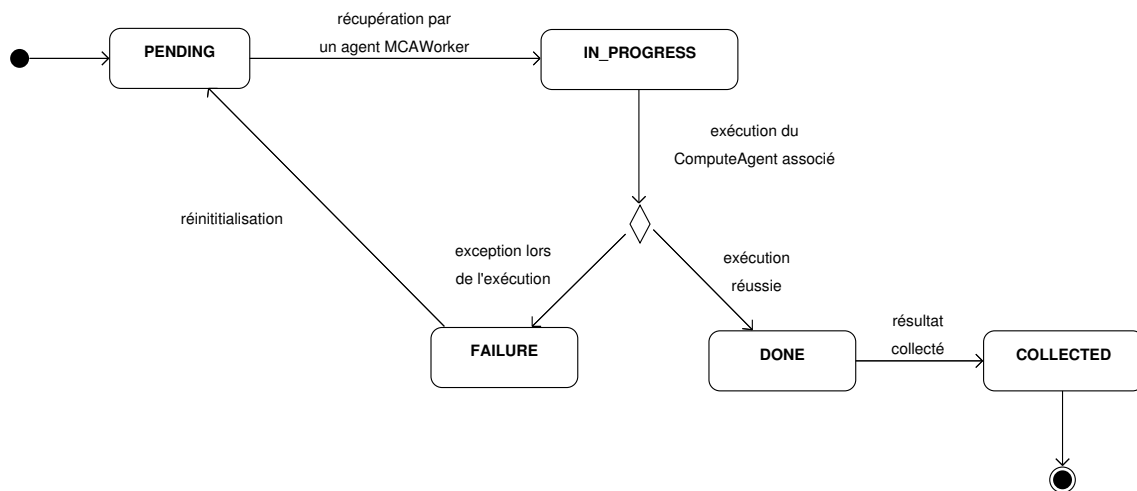 récupération par
un agent MCAWorker
PENDING
IN_PROGRESS
exécution du
ComputeAgent associé
réinititialisation
exception lors
de l'exécution
exécution
réussie
FAILURE
DONE
résultat
collecté
COLLECTED